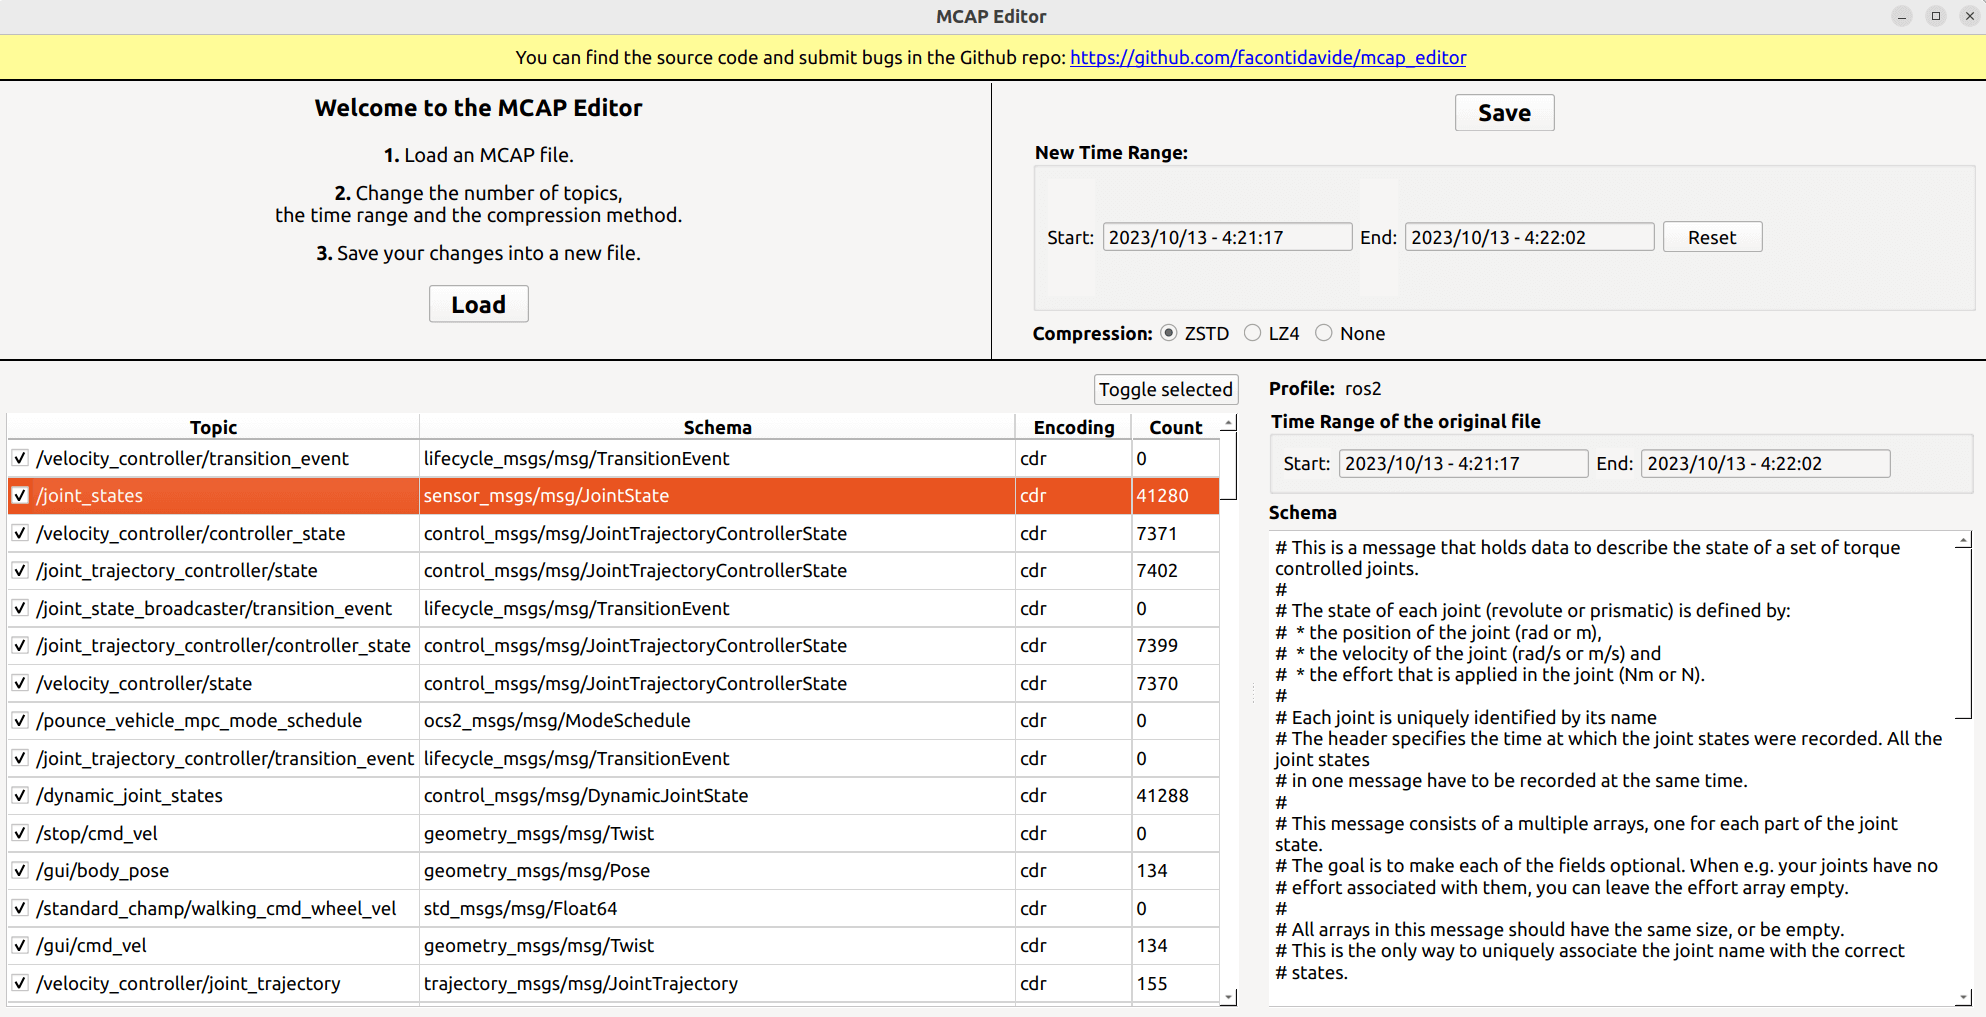 MCAP Editor
You can find the source code and submit bugs in the Github repo: https://github.com/facontidavide/mcap_editor
Welcome to the MCAP Editor
1. Load an MCAP file.
2. Change the number of topics,
the time range and the compression method.
3. Save your changes into a new file.
Load
Save
New Time Range:
Start: 2023/10/13 - 4:21:17 End: 2023/10/13 - 4:22:02 Reset
Compression: ZSTD LZ4 None
Toggle selected
Topic Schema Encoding Count
/velocity_controller/transition_event lifecycle_msgs/msg/TransitionEvent cdr 0
/joint_states sensor_msgs/msg/JointState cdr 41280
/velocity_controller/controller_state control_msgs/msg/JointTrajectoryControllerState cdr 7371
/joint_trajectory_controller/state control_msgs/msg/JointTrajectoryControllerState cdr 7402
/joint_state_broadcaster/transition_event lifecycle_msgs/msg/TransitionEvent cdr 0
/joint_trajectory_controller/controller_state control_msgs/msg/JointTrajectoryControllerState cdr 7399
/velocity_controller/state control_msgs/msg/JointTrajectoryControllerState cdr 7370
/pounce_vehicle_mpc_mode_schedule ocs2_msgs/msg/ModeSchedule cdr 0
/joint_trajectory_controller/transition_event lifecycle_msgs/msg/TransitionEvent cdr 0
/dynamic_joint_states control_msgs/msg/DynamicJointState cdr 41288
/stop/cmd_vel geometry_msgs/msg/Twist cdr 0
/gui/body_pose geometry_msgs/msg/Pose cdr 134
/standard_champ/walking_cmd_wheel_vel std_msgs/msg/Float64 cdr 0
/gui/cmd_vel geometry_msgs/msg/Twist cdr 134
/velocity_controller/joint_trajectory trajectory_msgs/msg/JointTrajectory cdr 155
Profile: ros2
Time Range of the original file
Start: 2023/10/13 - 4:21:17 End: 2023/10/13 - 4:22:02
Schema
# This is a message that holds data to describe the state of a set of torque
controlled joints.
#
# The state of each joint (revolute or prismatic) is defined by:
# * the position of the joint (rad or m),
# * the velocity of the joint (rad/s or m/s) and
# * the effort that is applied in the joint (Nm or N).
#
# Each joint is uniquely identified by its name
# The header specifies the time at which the joint states were recorded. All the
joint states
# in one message have to be recorded at the same time.
#
# This message consists of a multiple arrays, one for each part of the joint
state.
# The goal is to make each of the fields optional. When e.g. your joints have no
# effort associated with them, you can leave the effort array empty.
#
# All arrays in this message should have the same size, or be empty.
# This is the only way to uniquely associate the joint name with the correct
# states.